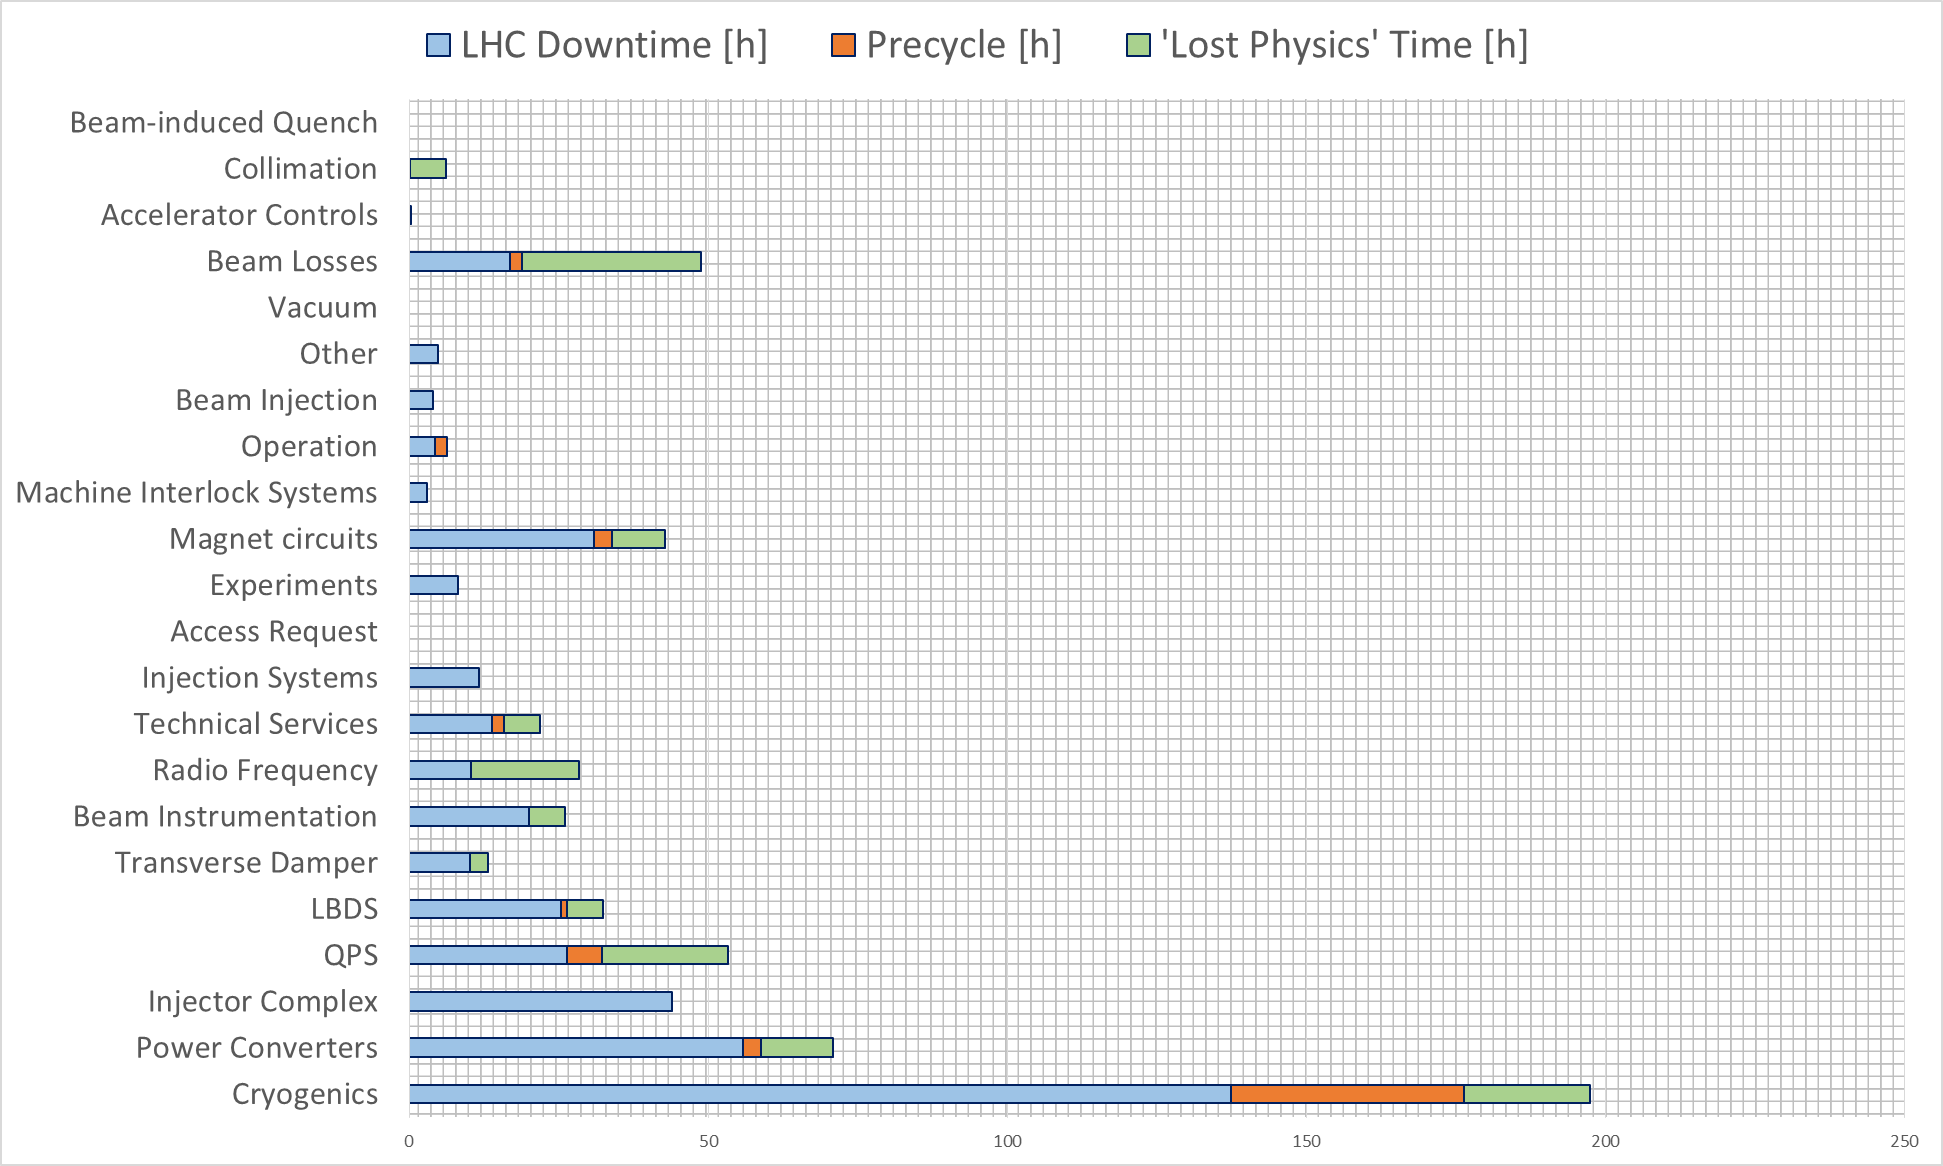 LHC Downtime [h] Precycle [h] 'Lost Physics' Time [h]
Beam-induced Quench
Collimation
Accelerator Controls
Beam Losses
Vacuum
Other
Beam Injection
Operation
Machine Interlock Systems
Magnet circuits
Experiments
Access Request
Injection Systems
Technical Services
Radio Frequency
Beam Instrumentation
Transverse Damper
LBDS
QPS
Injector Complex
Power Converters
Cryogenics
0 50 100 150 200 250